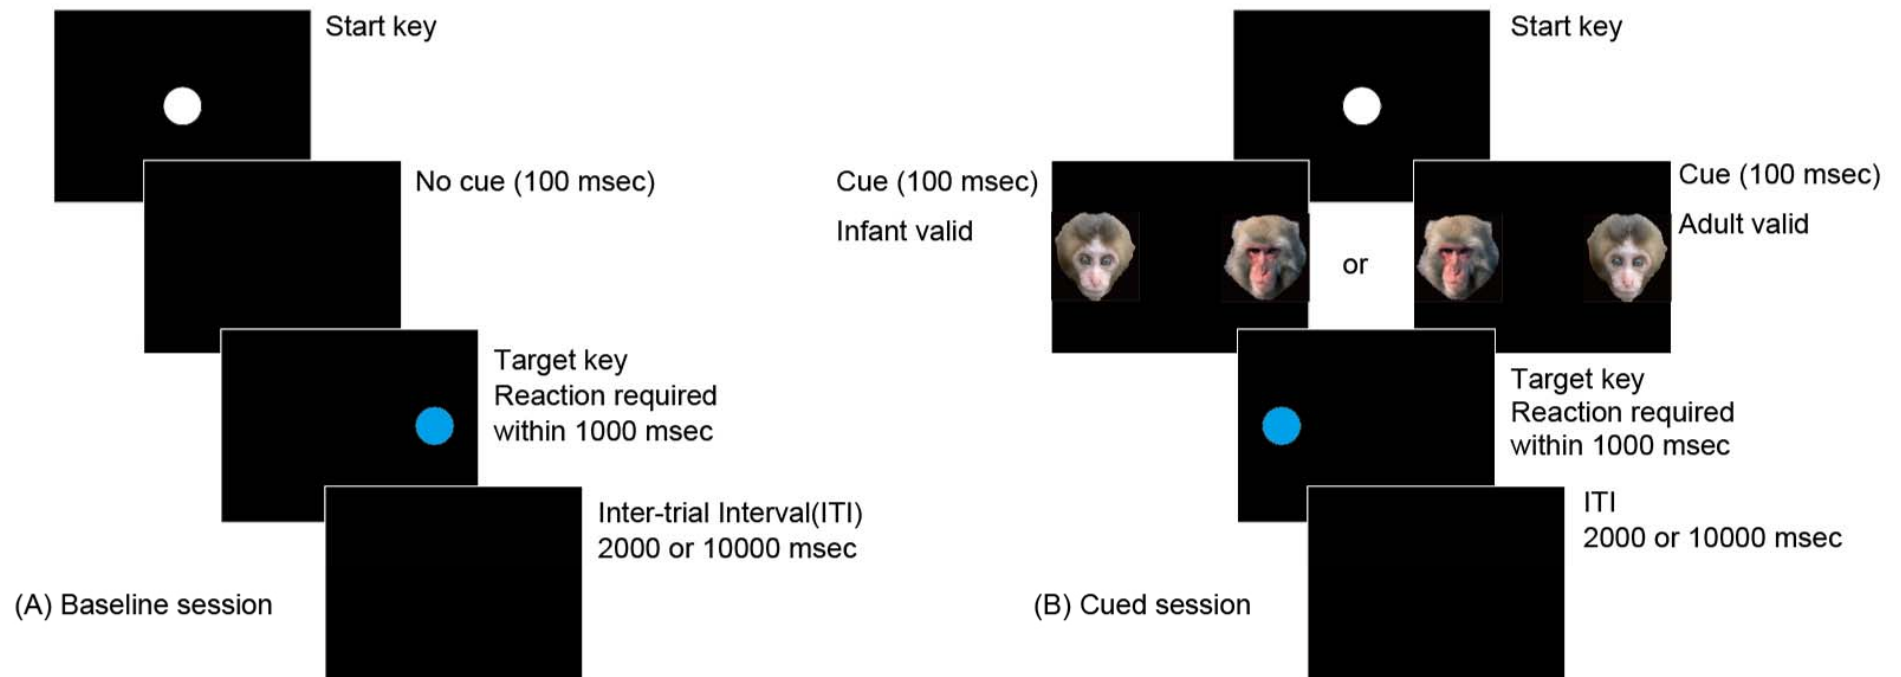 Start key
No cue (100 msec)
Target key
Reaction required
within 1000 msec
Inter-trial Interval(ITI)
2000 or 10000 msec
(A) Baseline session
Start key
Cue (100 msec)
Infant valid
or
Cue (100 msec)
Adult valid
Target key
Reaction required
within 1000 msec
ITI
2000 or 10000 msec
(B) Cued session